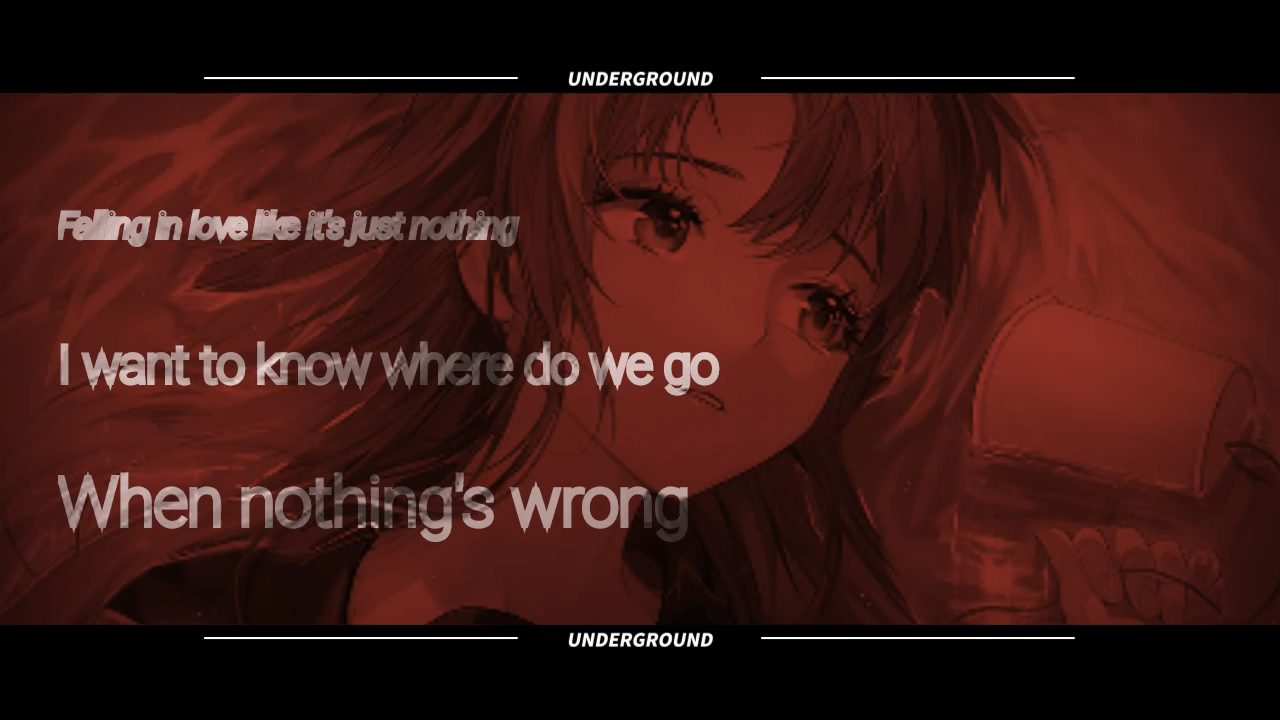 UNDERGROUND
Falling in love like it's just nothing
I want to know where do we go
When nothing's wrong
UNDERGROUND